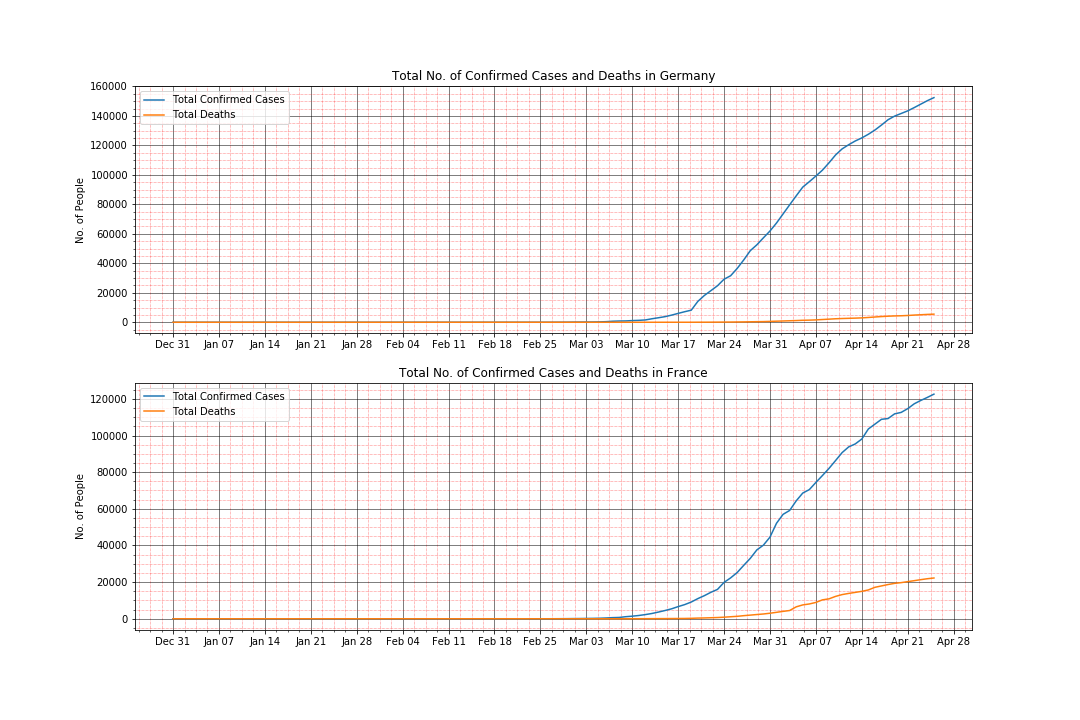 Total No. of Confirmed Cases and Deaths in Germany
160000
140000
120000
100000
80000
60000
40000
20000
0
No. of People
Total Confirmed Cases
Total Deaths
Dec 31 Jan 07 Jan 14 Jan 21 Jan 28 Feb 04 Feb 11 Feb 18 Feb 25 Mar 03 Mar 10 Mar 17 Mar 24 Mar 31 Apr 07 Apr 14 Apr 21 Apr 28
Total No. of Confirmed Cases and Deaths in France
120000
100000
80000
60000
40000
20000
0
No. of People
Total Confirmed Cases
Total Deaths
Dec 31 Jan 07 Jan 14 Jan 21 Jan 28 Feb 04 Feb 11 Feb 18 Feb 25 Mar 03 Mar 10 Mar 17 Mar 24 Mar 31 Apr 07 Apr 14 Apr 21 Apr 28